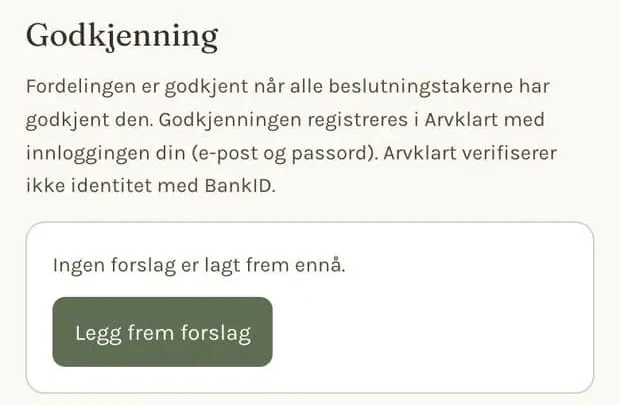 Godkjenning
Fordelingen er godkjent når alle beslutningstakerne har
godkjent den. Godkjenningen registreres i Arvklart med
innloggingen din (e-post og passord). Arvklart verifiserer
ikke identitet med BankID.
Ingen forslag er lagt frem ennå.
Legg frem forslag